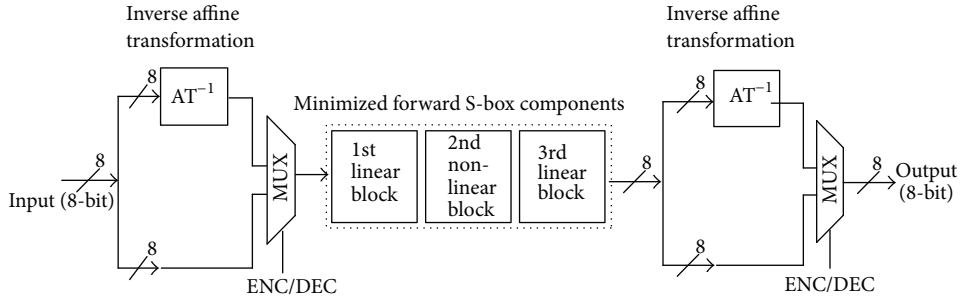 Inverse affine
transformation
8
AT⁻¹
8
Input (8-bit)
8
MUX
ENC/DEC
Minimized forward S-box components
1st
linear
block
2nd
non-
linear
block
3rd
linear
block
8
Inverse affine
transformation
8
AT⁻¹
8
MUX
ENC/DEC
8
Output
(8-bit)